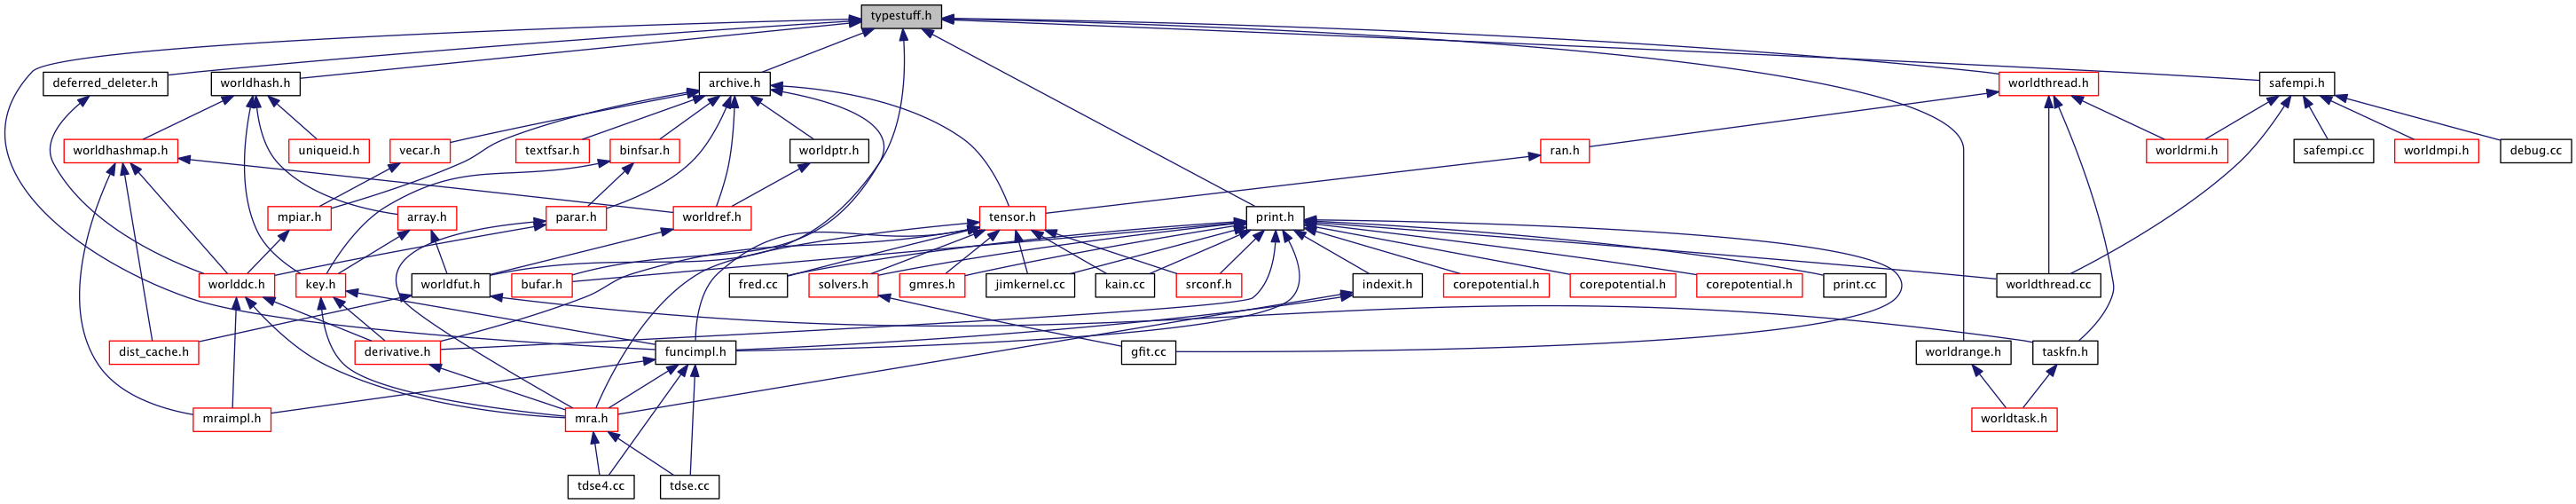 typestuff.h
deferred_deleter.h
worldhash.h
archive.h
worldthread.h
safempi.h
worldhashmap.h
uniqueid.h
vecar.h
textfsar.h
binfsar.h
worldptr.h
ran.h
worldrmi.h
safempi.cc
worldmpi.h
debug.cc
mpiar.h
array.h
parar.h
worldref.h
tensor.h
print.h
worlddc.h
key.h
worldfut.h
bufar.h
fred.cc
solvers.h
gmres.h
jimkernel.cc
kain.cc
srconf.h
indexit.h
corepotential.h
corepotential.h
corepotential.h
print.cc
worldthread.cc
dist_cache.h
derivative.h
funcimpl.h
gfit.cc
worldrange.h
taskfn.h
mraimpl.h
mra.h
worldtask.h
tdse4.cc
tdse.cc